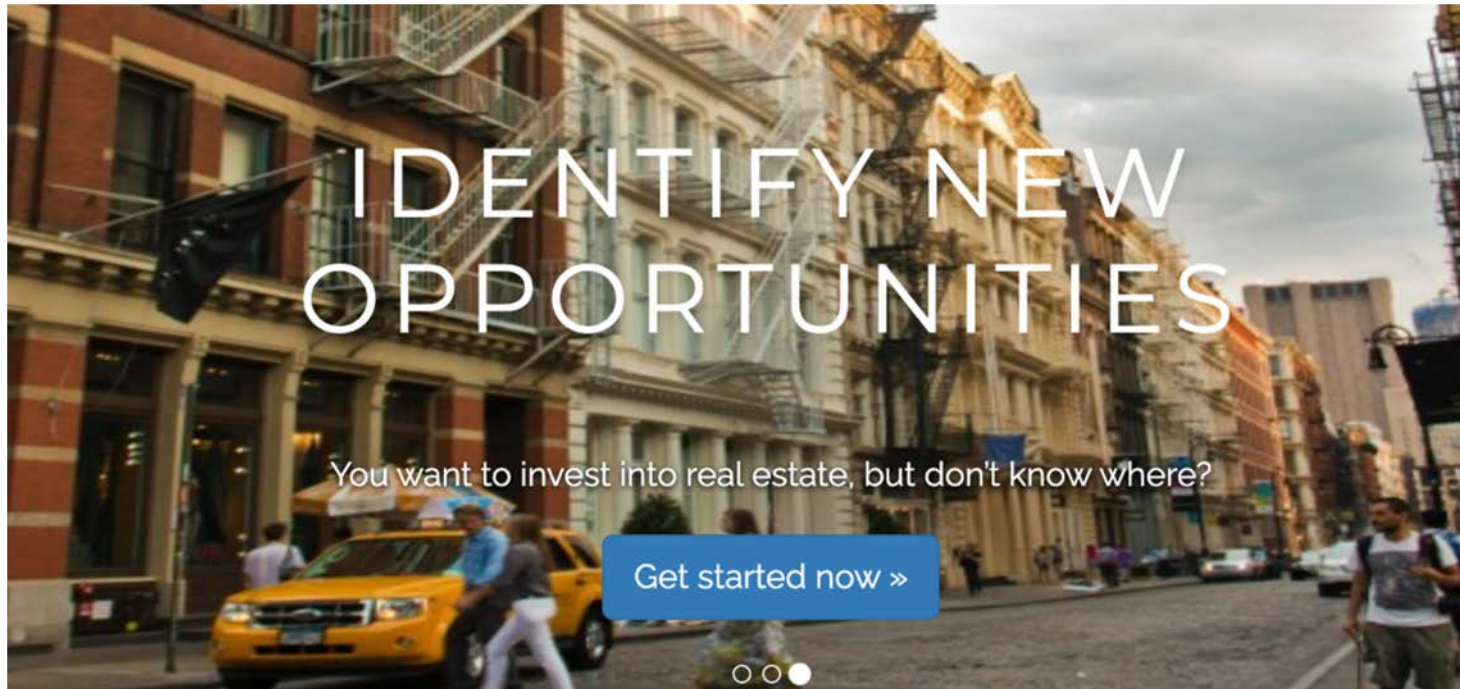 IDENTIFY NEW
OPPORTUNITIES
You want to invest into real estate, but don't know where?
Get started now »